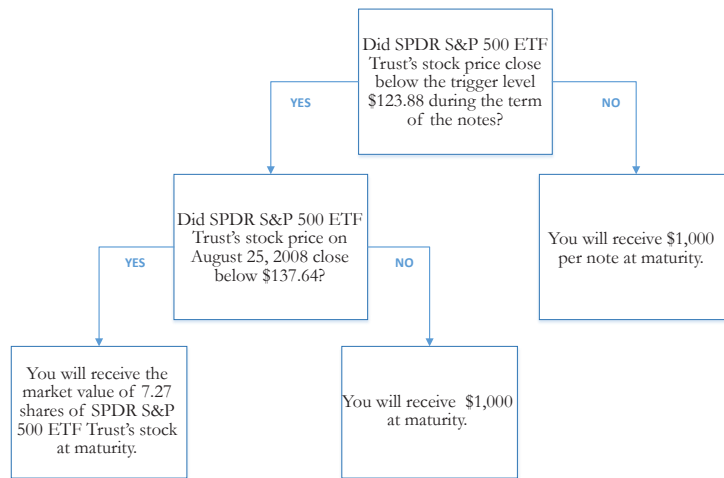 Did SPDR S&P 500 ETF
Trust's stock price close
below the trigger level
$123.88 during the term
of the notes?
YES
NO
Did SPDR S&P 500 ETF
Trust's stock price on
August 25, 2008 close
below $137.64?
You will receive $1,000
per note at maturity.
YES
NO
You will receive the
market value of 7.27
shares of SPDR S&P
500 ETF Trust's stock
at maturity.
You will receive $1,000
at maturity.